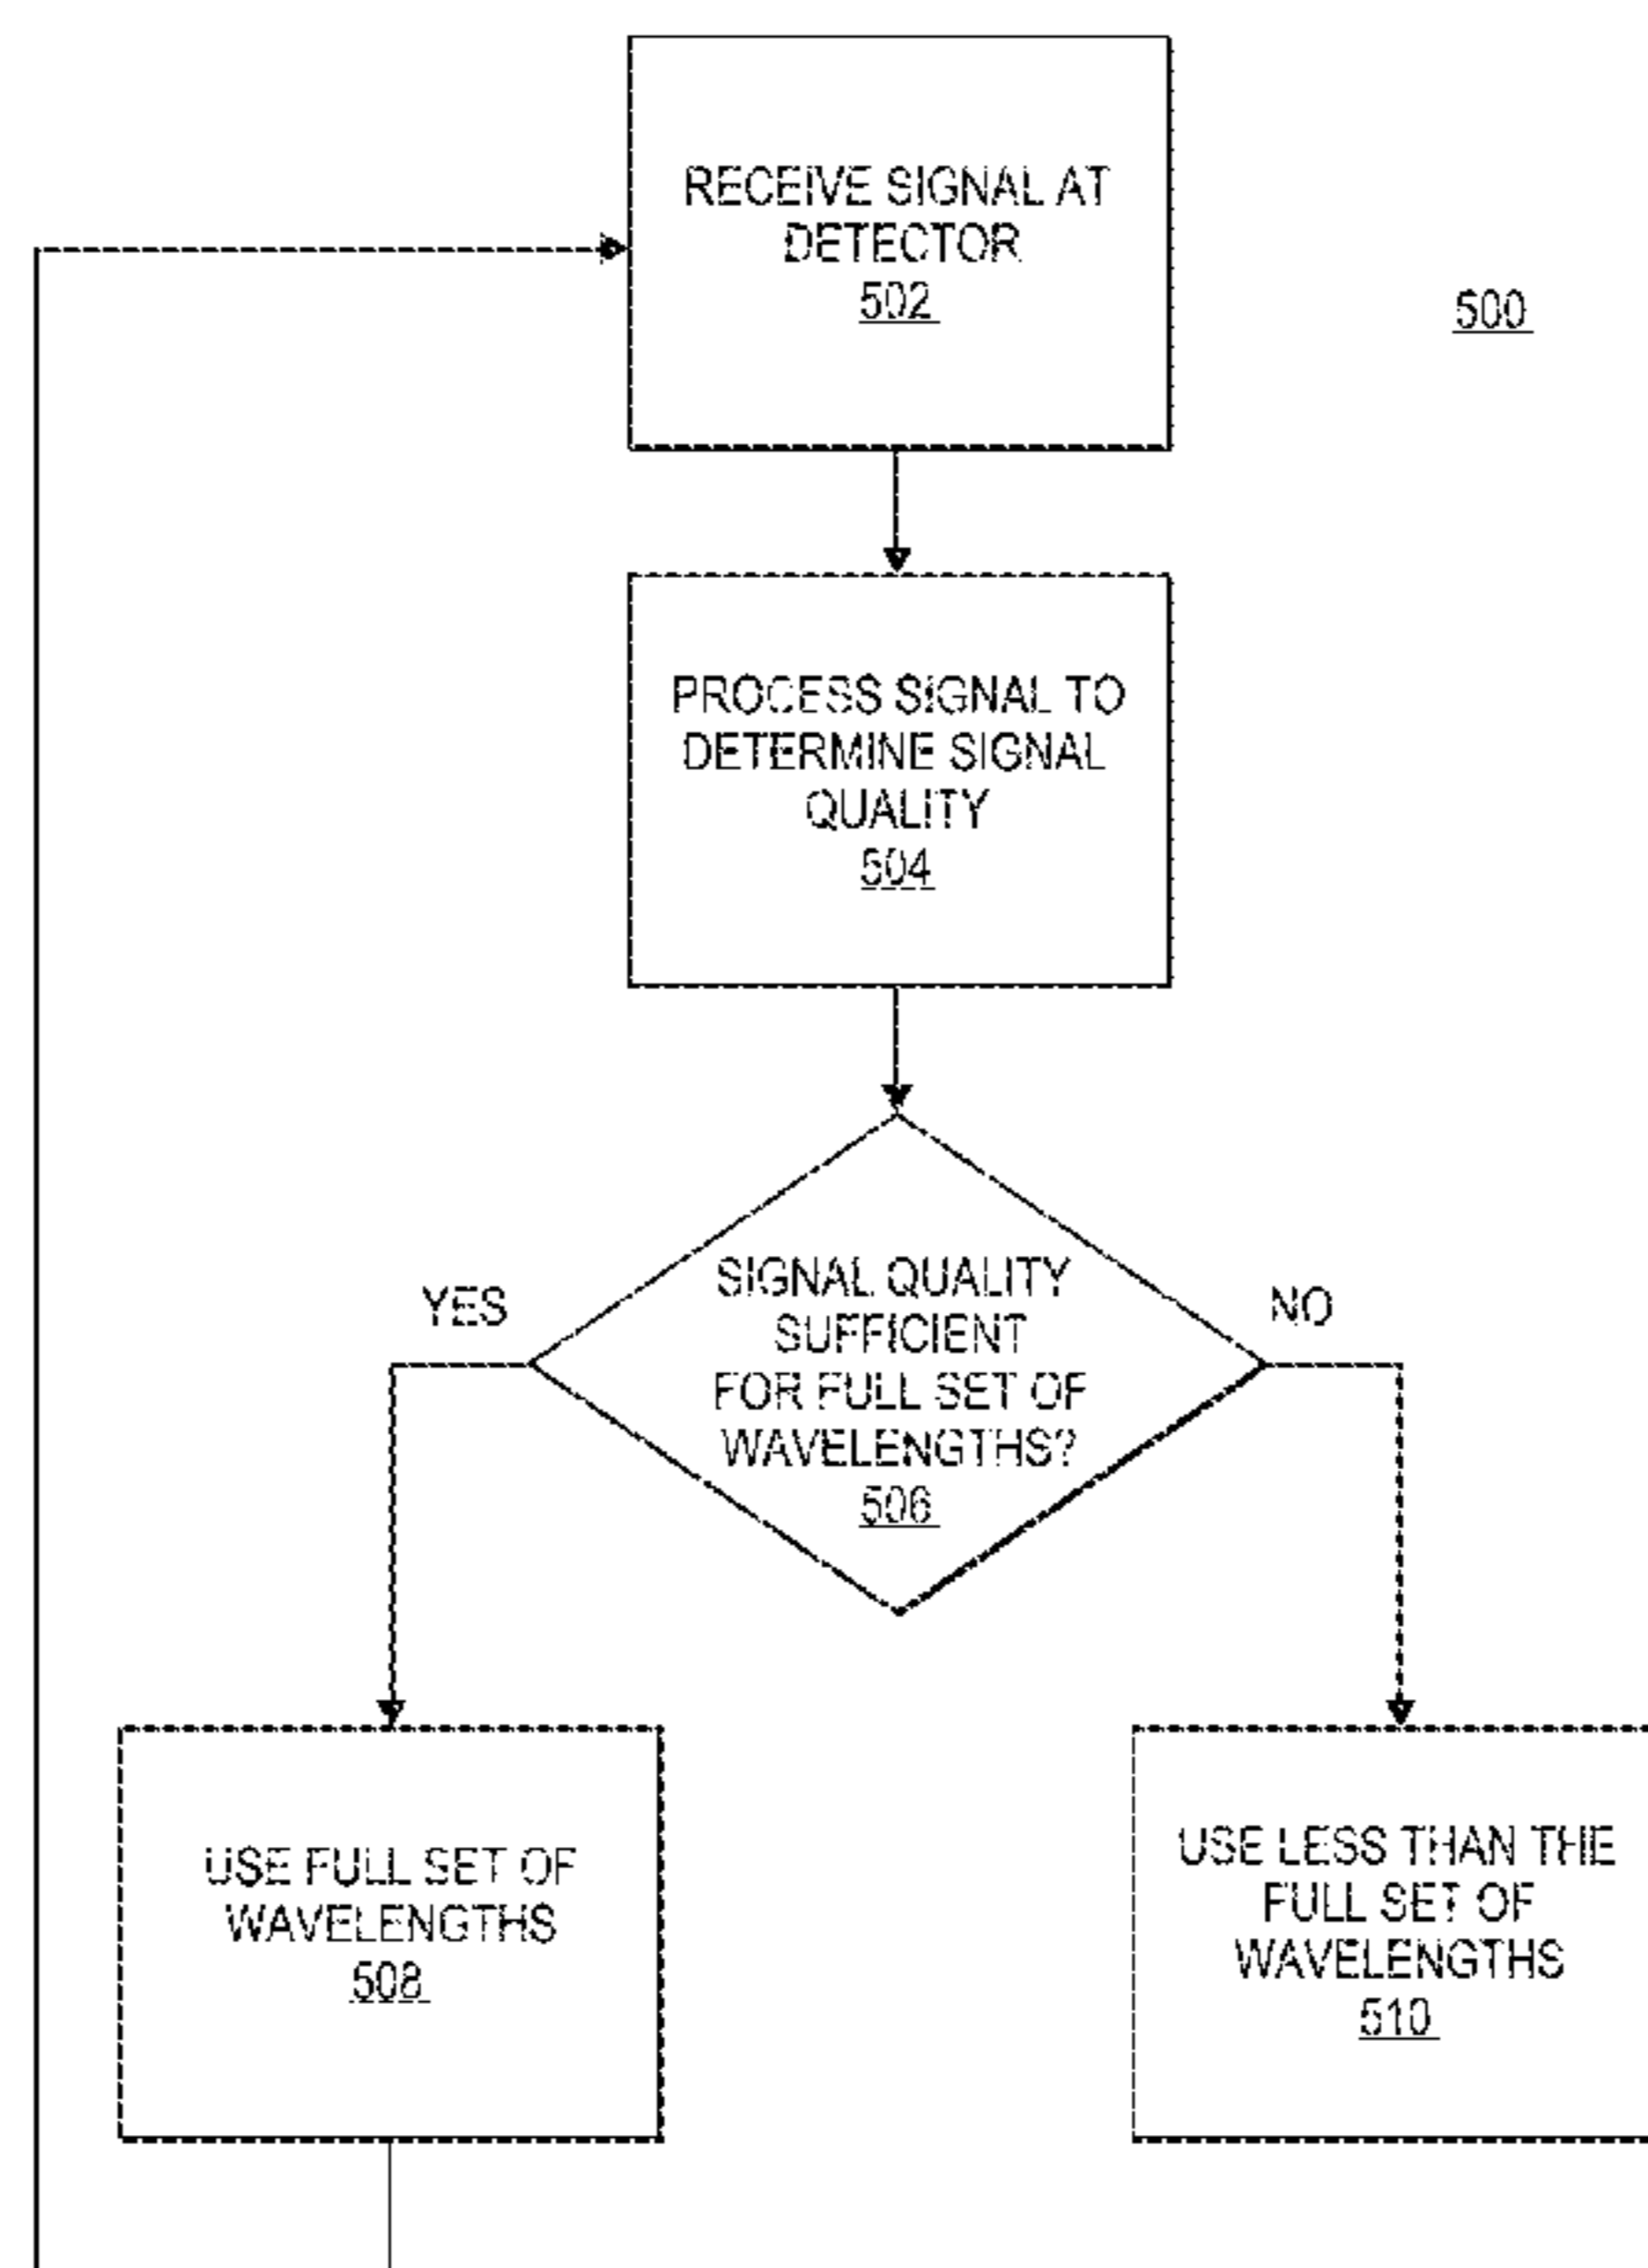 RECEIVE SIGNAL AT
DETECTOR
502
500
PROCESS SIGNAL TO
DETERMINE SIGNAL
QUALITY
504
YES
SIGNAL QUALITY
SUFFICIENT
FOR FULL SET OF
WAVELENGTHS?
506
NO
USE FULL SET OF
WAVELENGTHS
508
USE LESS THAN THE
FULL SET OF
WAVELENGTHS
510